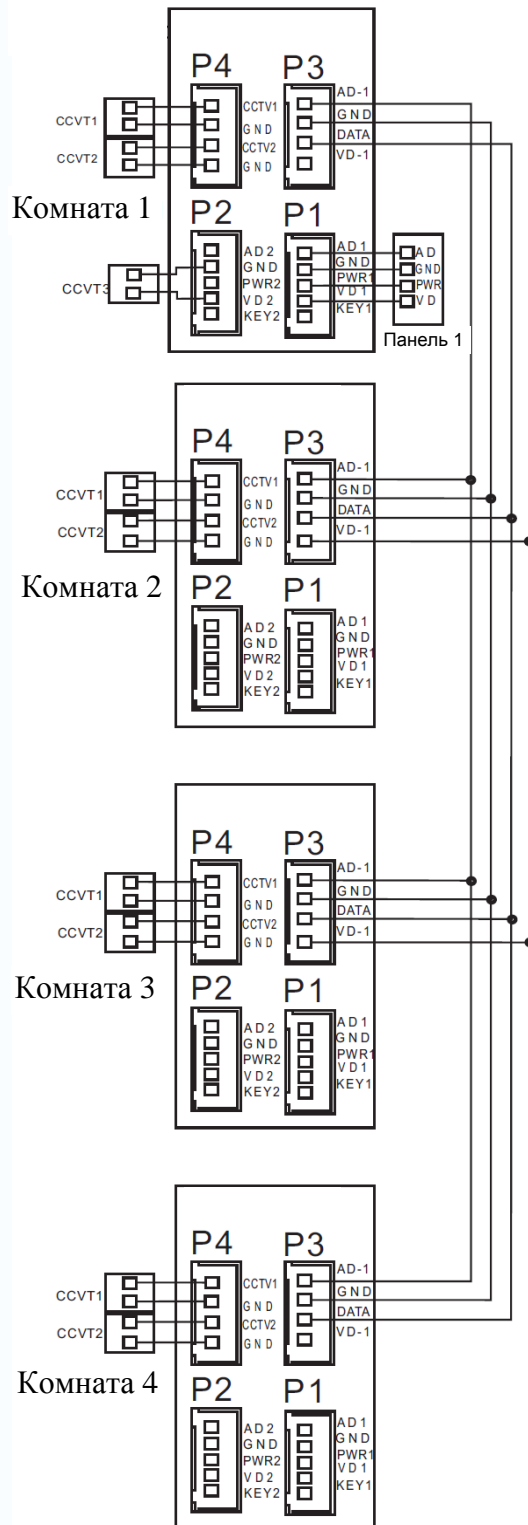 P4 P3
CCTV1
GND
CCTV2
GND
AD-1
GND
DATA
VD-1
CCVT1
CCVT2
Комната 1
P2 P1
AD2
GND
PWR2
VD2
KEY2
AD1
GND
PWR1
VD1
KEY1
CCVT3
AD
GND
PWR
VD
Панель 1
P4 P3
CCTV1
GND
CCTV2
GND
AD-1
GND
DATA
VD-1
CCVT1
CCVT2
Комната 2
P2 P1
AD2
GND
PWR2
VD2
KEY2
AD1
GND
PWR1
VD1
KEY1
P4 P3
CCTV1
GND
CCTV2
GND
AD-1
GND
DATA
VD-1
CCVT1
CCVT2
Комната 3
P2 P1
AD2
GND
PWR2
VD2
KEY2
AD1
GND
PWR1
VD1
KEY1
P4 P3
CCTV1
GND
CCTV2
GND
AD-1
GND
DATA
VD-1
CCVT1
CCVT2
Комната 4
P2 P1
AD2
GND
PWR2
VD2
KEY2
AD1
GND
PWR1
VD1
KEY1